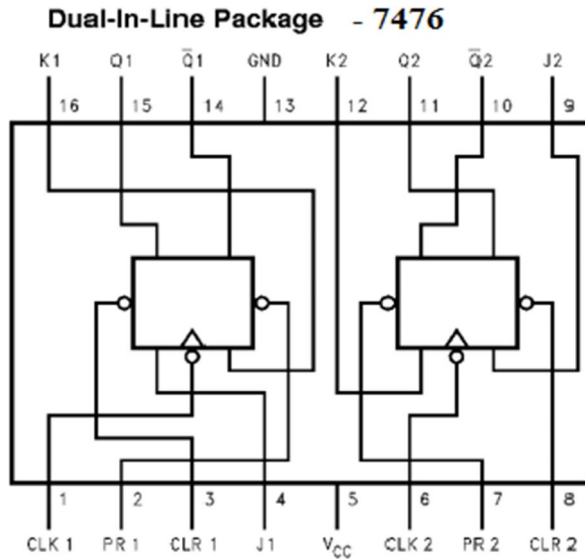 Dual-In-Line Package - 7476
K1 Q1 Q̅1 GND K2 Q2 Q̅2 J2
16 15 14 13 12 11 10 9
1 2 3 4 5 6 7 8
CLK 1 PR 1 CLR 1 J1 VCC CLK 2 PR 2 CLR 2